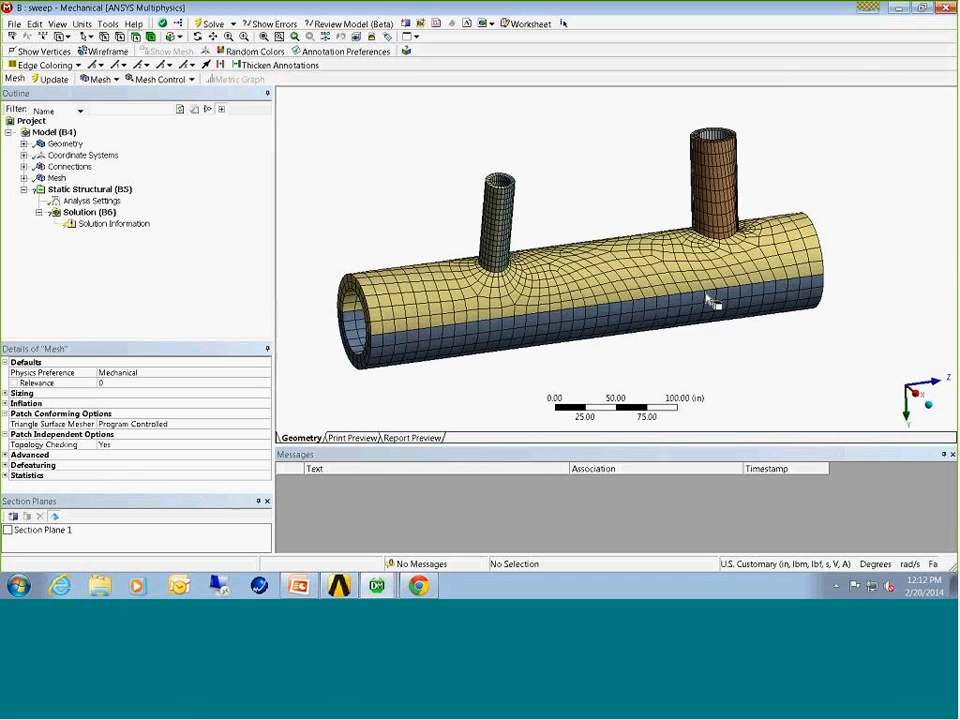 B : sweep - Mechanical [ANSYS Multiphysics]
File Edit View Units Tools Help Solve ?/Show Errors ?/Review Model (Beta) A Worksheet
Show Vertices Wireframe Show Mesh Random Colors Annotation Preferences
Edge Coloring Thicken Annotations
Mesh Update Mesh Mesh Control Metric Graph
Outline
Filter: Name
Project
Model (B4)
Geometry
Coordinate Systems
Connections
Mesh
Static Structural (B5)
Analysis Settings
Solution (B6)
Solution Information
Details of "Mesh"
Defaults
Physics Preference Mechanical
Relevance 0
Sizing
Inflation
Patch Conforming Options
Triangle Surface Mesher Program Controlled
Patch Independent Options
Topology Checking Yes
Advanced
Defeaturing
Statistics
Section Planes
Section Plane 1
0.00 50.00 100.00 (in)
25.00 75.00
Z
X
Y
Geometry Print Preview Report Preview
Messages
Text Association Timestamp
No Messages No Selection U.S. Customary (in, lbm, lbf, s, V, A) Degrees rad/s Fa
12:12 PM
2/20/2014